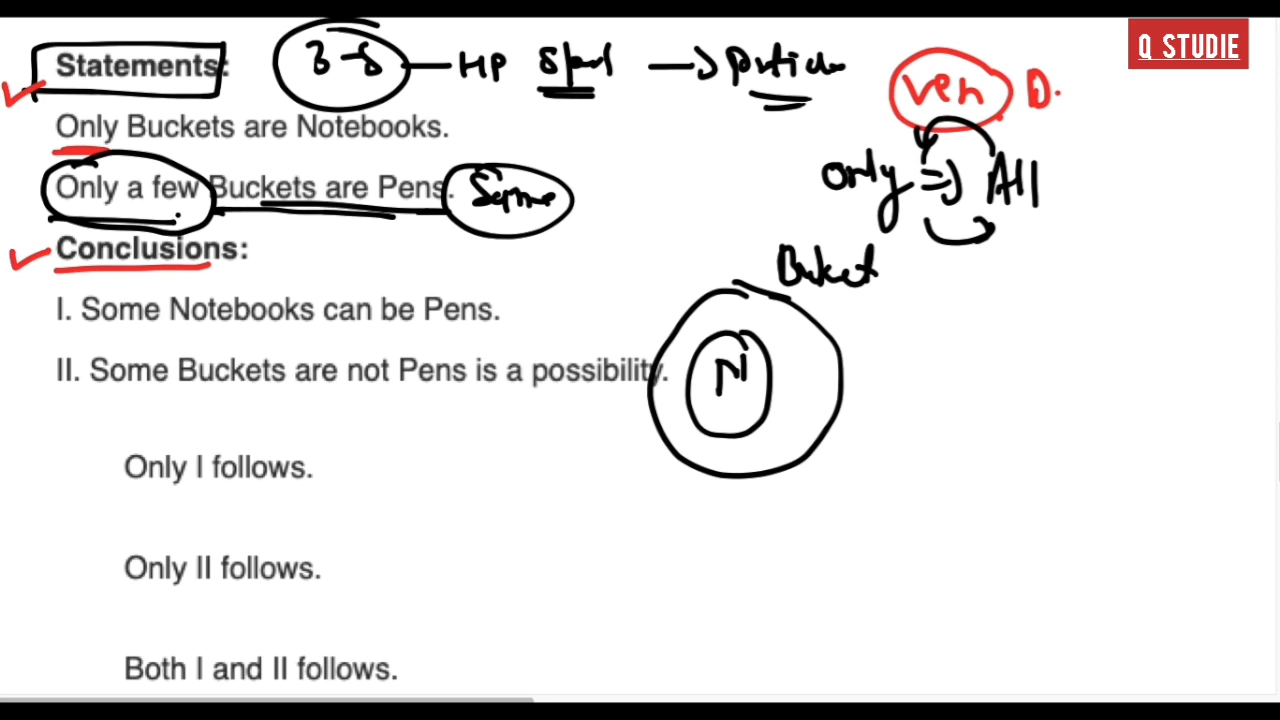 Q STUDIE
Statements: 3-8 — HP → Ven D.
Only Buckets are Notebooks.
Only a few Buckets are Pens. Some Only ⇒ All
Conclusions:
Bucket
I. Some Notebooks can be Pens.
II. Some Buckets are not Pens is a possibility. N
Only I follows.
Only II follows.
Both I and II follows.